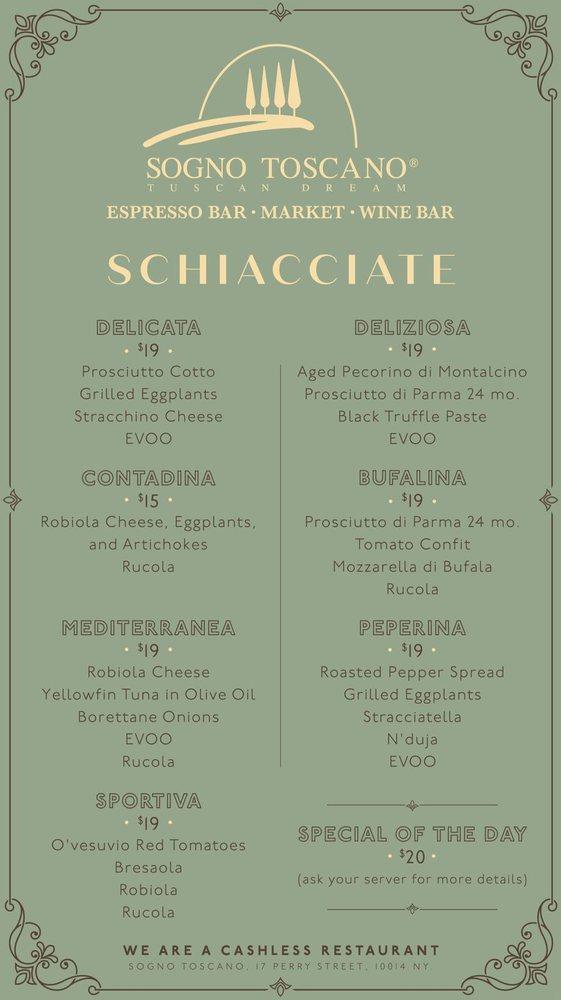 SOGNO TOSCANO®
TUSCAN DREAM
ESPRESSO BAR • MARKET • WINE BAR
SCHIACCIATE
DELICATA
• $19 •
Prosciutto Cotto
Grilled Eggplants
Stracchino Cheese
EVOO
CONTADINA
• $15 •
Robiola Cheese, Eggplants,
and Artichokes
Rucola
MEDITERRANEA
• $19 •
Robiola Cheese
Yellowfin Tuna in Olive Oil
Borettane Onions
EVOO
Rucola
SPORTIVA
• $19 •
O'vesuvio Red Tomatoes
Bresaola
Robiola
Rucola
DELIZIOSA
• $19 •
Aged Pecorino di Montalcino
Prosciutto di Parma 24 mo.
Black Truffle Paste
EVOO
BUFALINA
• $19 •
Prosciutto di Parma 24 mo.
Tomato Confit
Mozzarella di Bufala
Rucola
PEPERINA
• $19 •
Roasted Pepper Spread
Grilled Eggplants
Stracciatella
N'duja
EVOO
SPECIAL OF THE DAY
• $20 •
(ask your server for more details)
WE ARE A CASHLESS RESTAURANT
SOGNO TOSCANO, 17 PERRY STREET, 10014 NY.